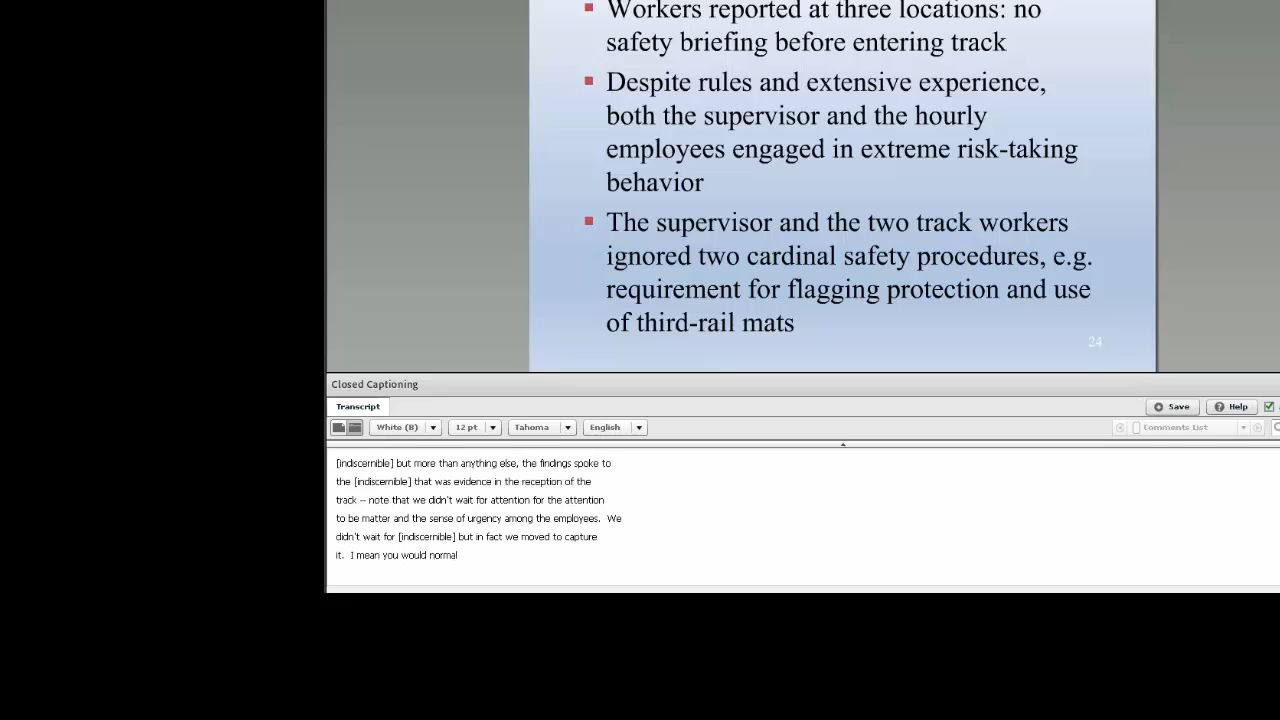 Workers reported at three locations: no
safety briefing before entering track
Despite rules and extensive experience,
both the supervisor and the hourly
employees engaged in extreme risk-taking
behavior
The supervisor and the two track workers
ignored two cardinal safety procedures, e.g.
requirement for flagging protection and use
of third-rail mats
24
Closed Captioning
Transcript
Save Help
White (8) 12 pt Tahoma English Comments List
[indiscernible] but more than anything else, the findings spoke to
the [indiscernible] that was evidence in the reception of the
track -- note that we didn't wait for attention for the attention
to be matter and the sense of urgency among the employees.  We
didn't wait for [indiscernible] but in fact we moved to capture
it.  I mean you would normal